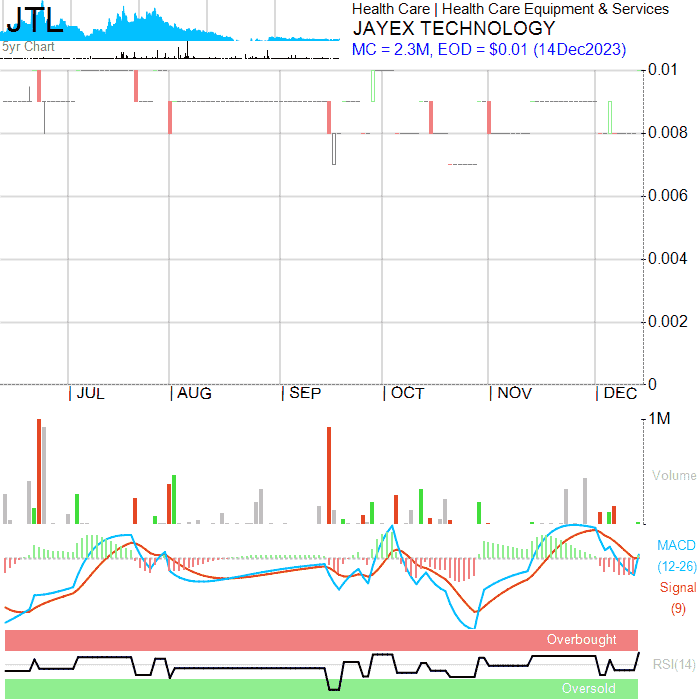 JTL
5yr Chart
Health Care | Health Care Equipment & Services
JAYEX TECHNOLOGY
MC = 2.3M, EOD = $0.01 (14Dec2023)
0.01
0.008
0.006
0.004
0.002
0
JUL AUG SEP OCT NOV DEC
1M
Volume
MACD
(12-26)
Signal
(9)
Overbought
RSI(14)
Oversold